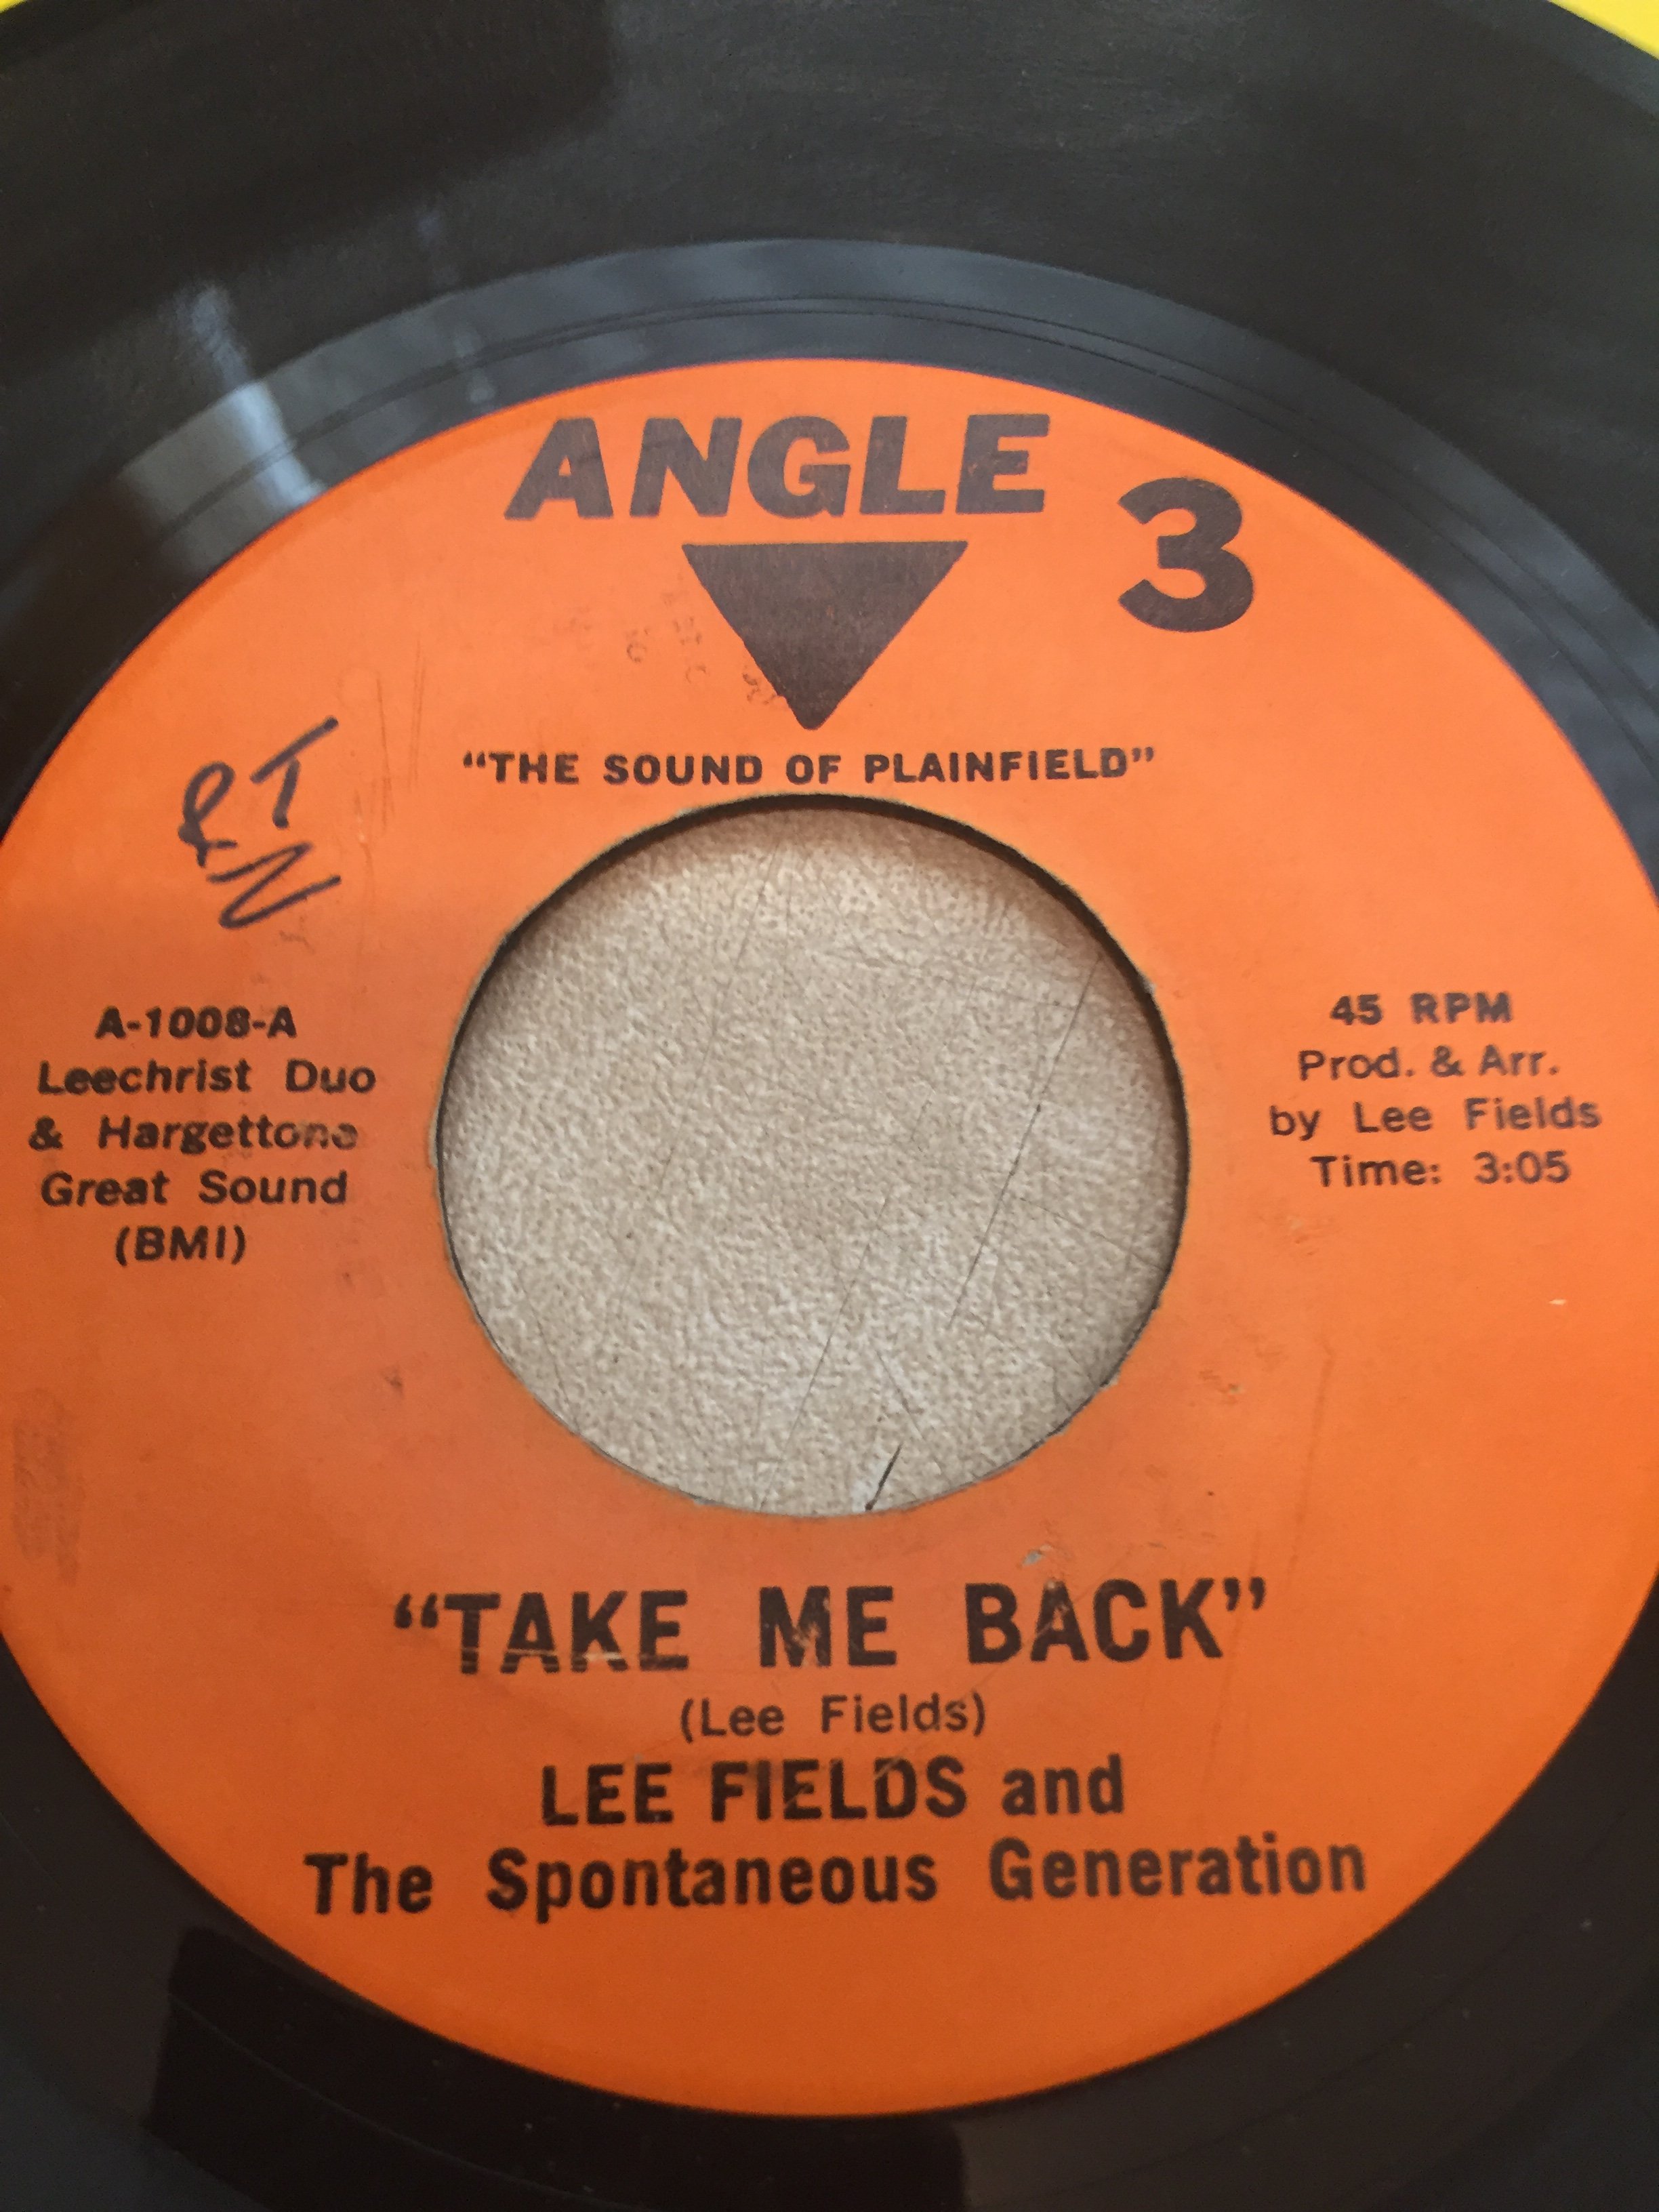 ANGLE 3
"THE SOUND OF PLAINFIELD"
T
&N
A-1008-A
Leechrist Duo
& Hargettone
Great Sound
(BMI)
45 RPM
Prod. & Arr.
by Lee Fields
Time: 3:05
"TAKE ME BACK"
(Lee Fields)
LEE FIELDS and
The Spontaneous Generation